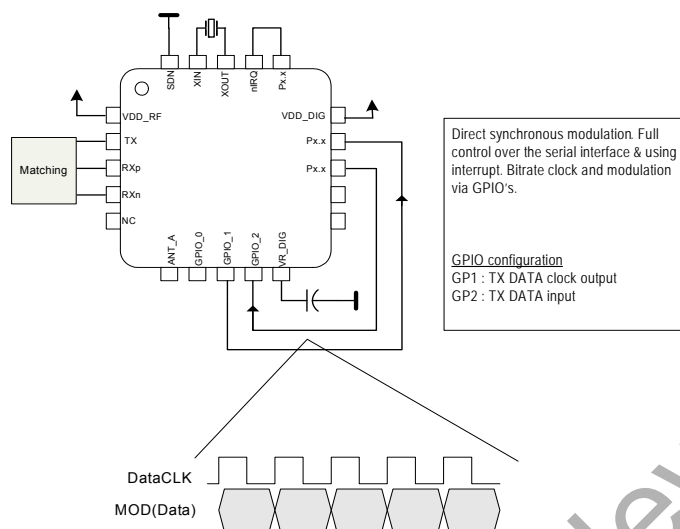 SDN
XIN
XOUT
nIRQ
Px.x
VDD_RF
VDD_DIG
TX
Px.x
Matching
RXp
Px.x
RXn
NC
ANT_A
GPIO_0
GPIO_1
GPIO_2
VR_DIG
Direct synchronous modulation. Full
control over the serial interface & using
interrupt. Bitrate clock and modulation
via GPIO's.
GPIO configuration
GP1 : TX DATA clock output
GP2 : TX DATA input
DataCLK
MOD(Data)